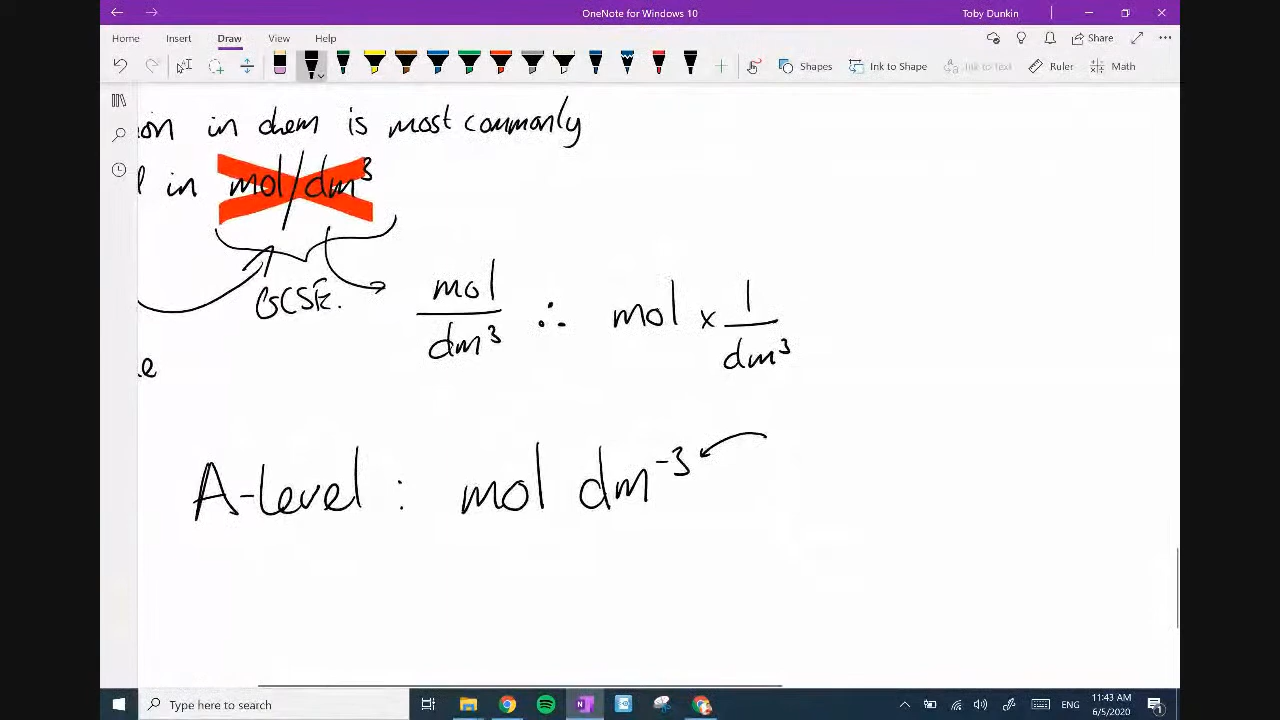 OneNote for Windows 10
Toby Dunkin
Home Insert Draw View Help
Share
Shapes Ink to Shape Ink to Text Ruler Math
in chem is most commonly
in mol/dm³
GCSE.
mol/dm³ ∴ mol × 1/dm³
A-level : mol dm⁻³
Type here to search
ENG
11:43 AM
6/5/2020